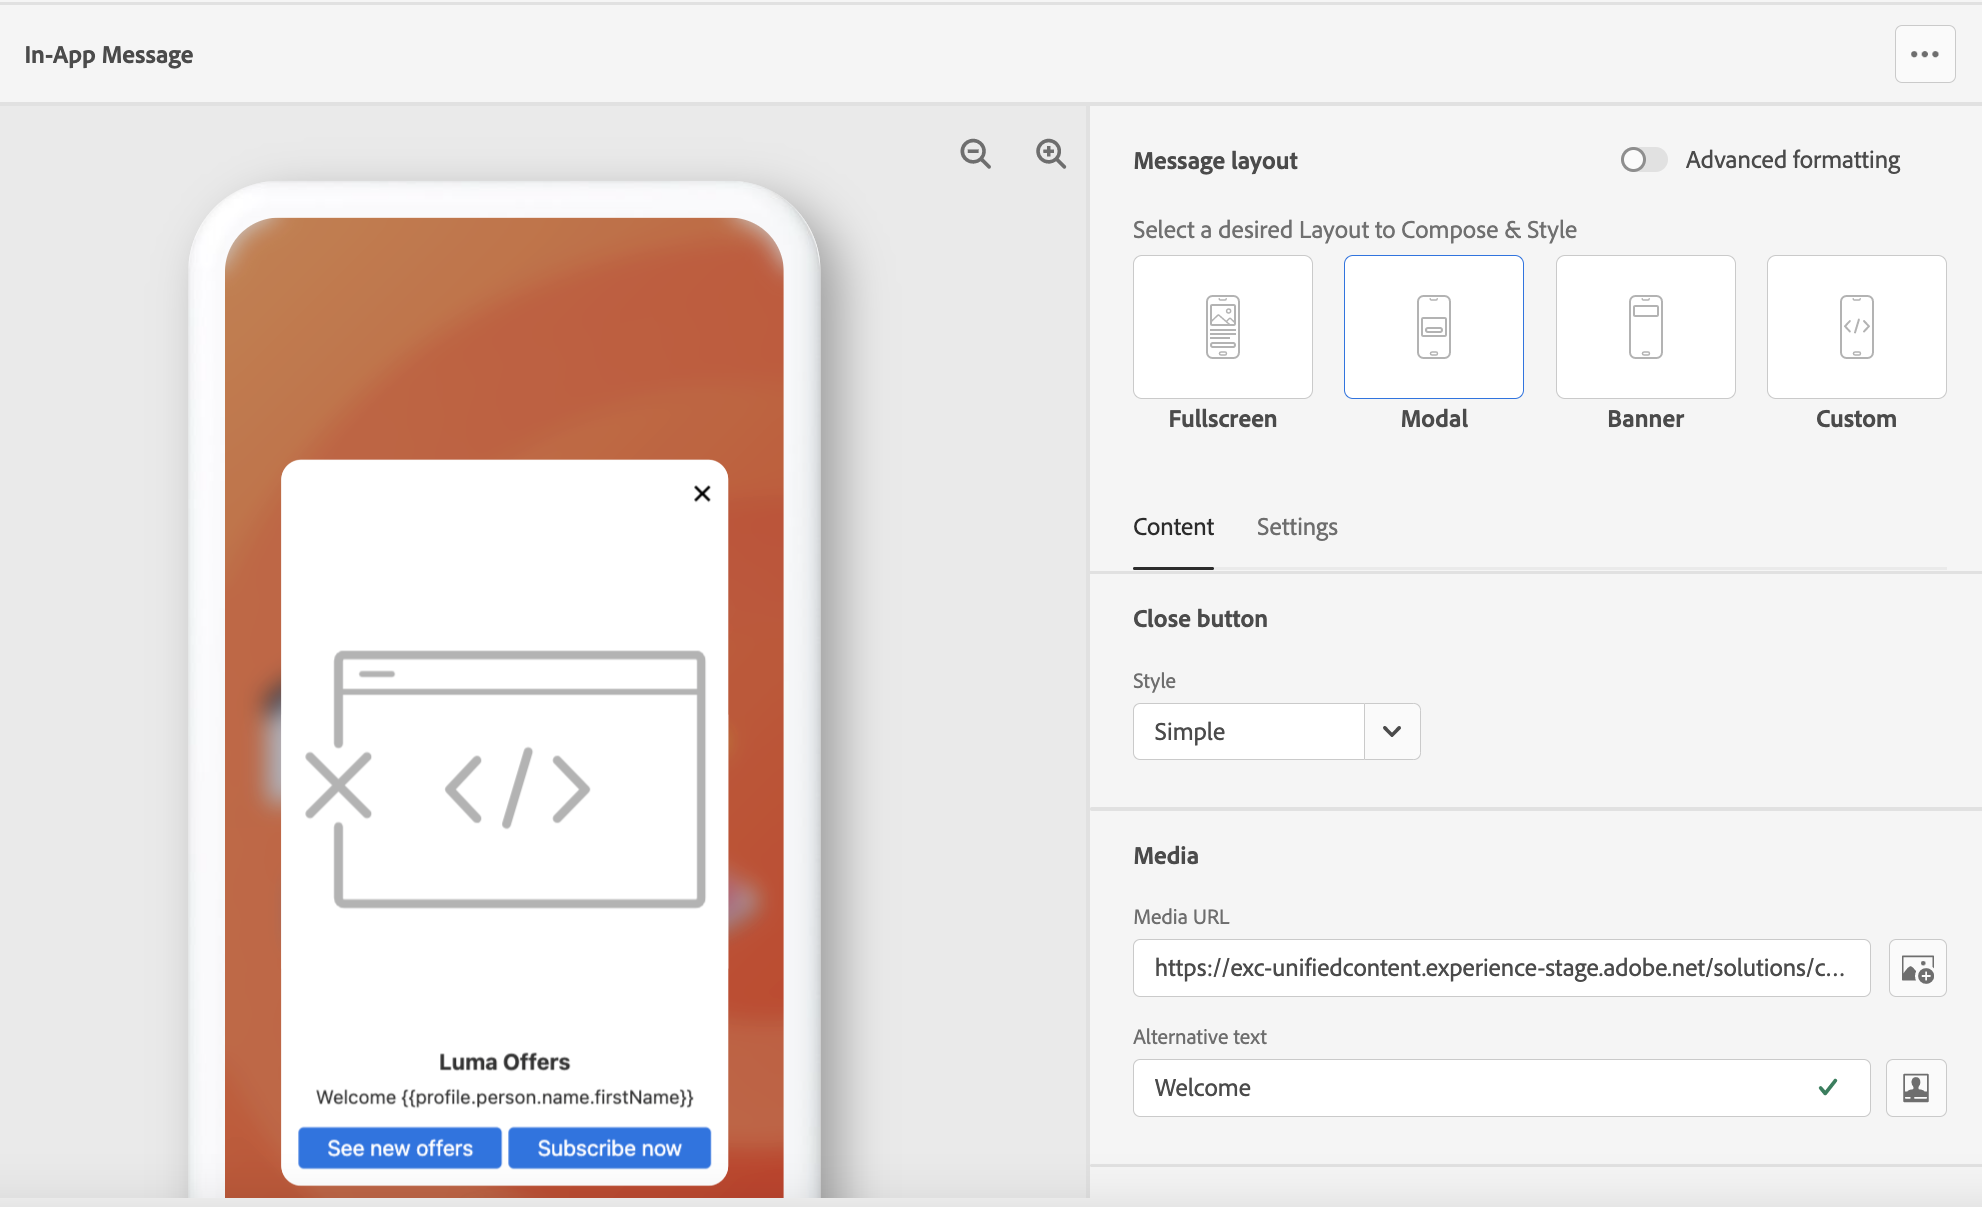 In-App Message
Message layout
Advanced formatting
Select a desired Layout to Compose & Style
Fullscreen
Modal
Banner
Custom
Content
Settings
Close button
Style
Simple
Media
Media URL
https://exc-unifiedcontent.experience-stage.adobe.net/solutions/c...
Alternative text
Welcome
</>
Luma Offers
Welcome {{profile.person.name.firstName}}
See new offers
Subscribe now